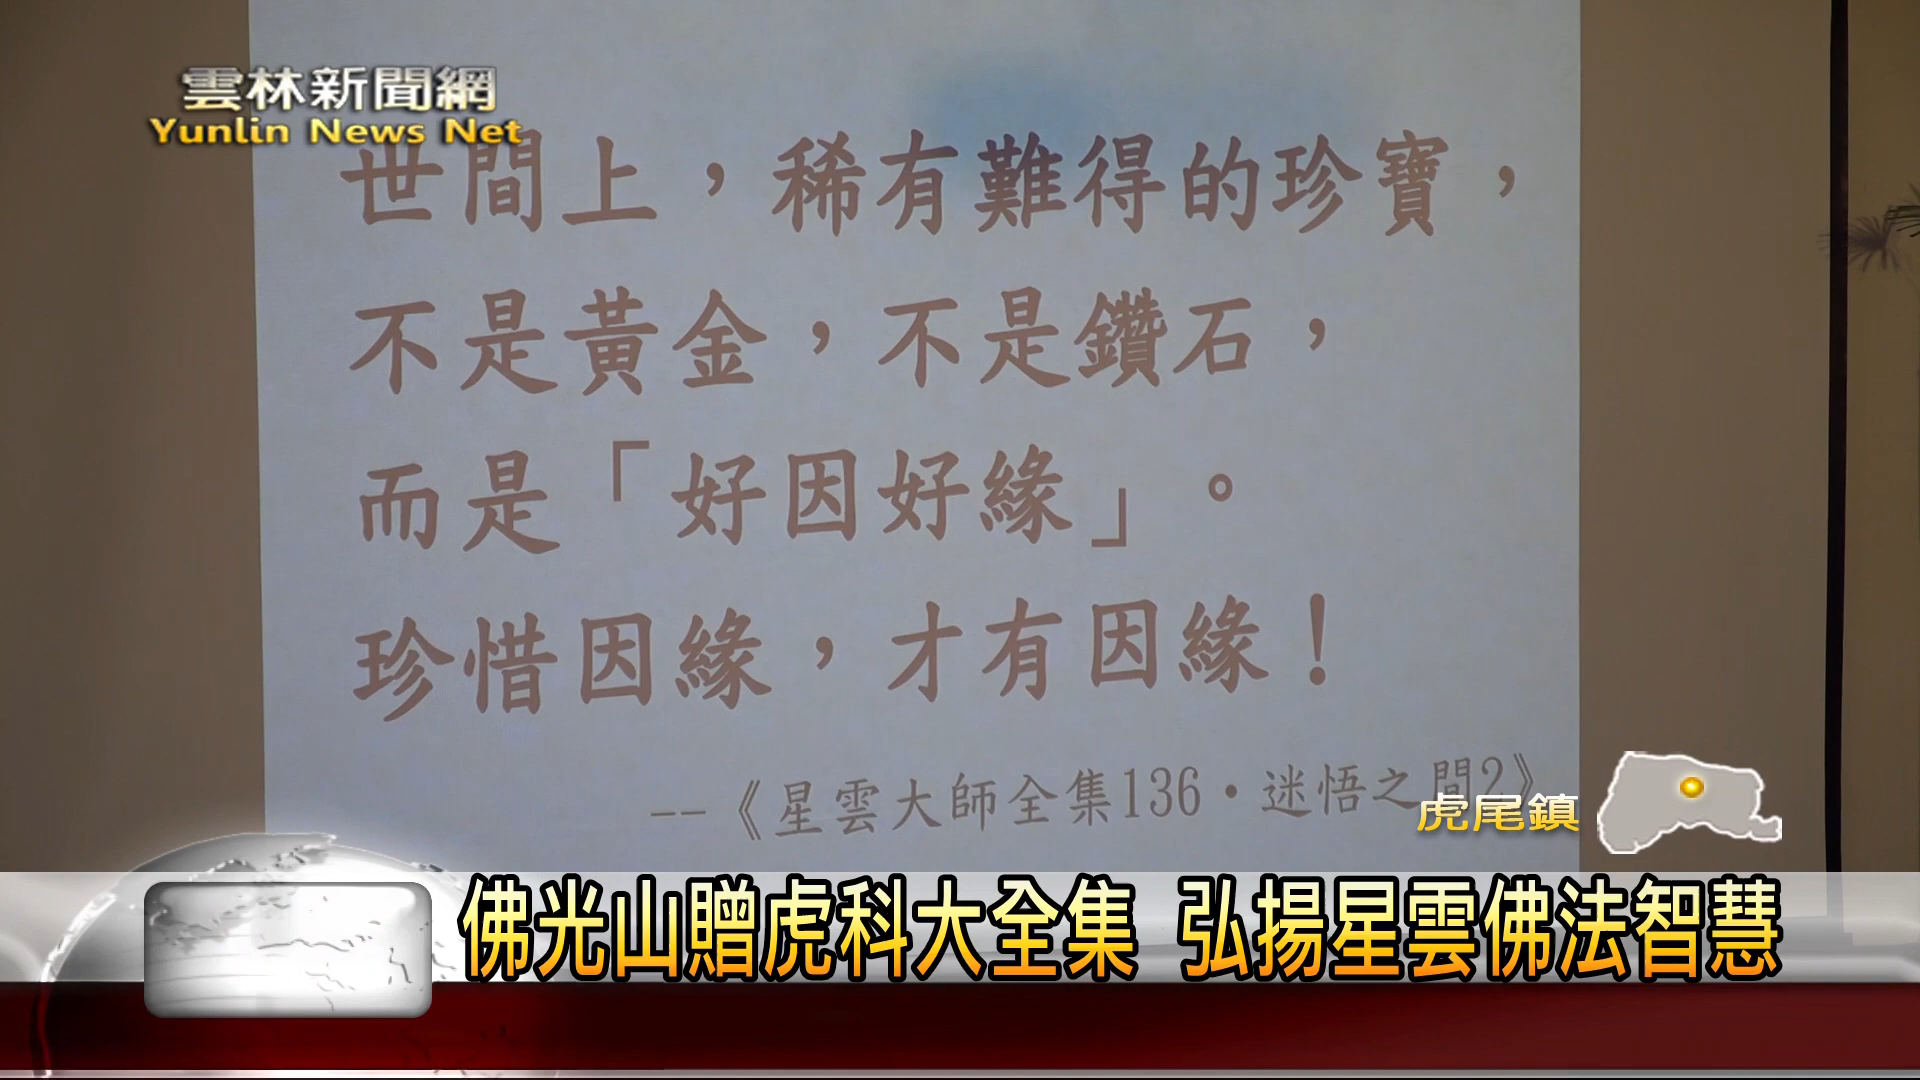 雲林新聞網
Yunlin News Net
世間上，稀有難得的珍寶，
不是黃金，不是鑽石，
而是「好因好緣」。
珍惜因緣，才有因緣！
--《星雲大師全集136·迷悟之間2》
虎尾鎮
佛光山贈虎科大全集 弘揚星雲佛法智慧